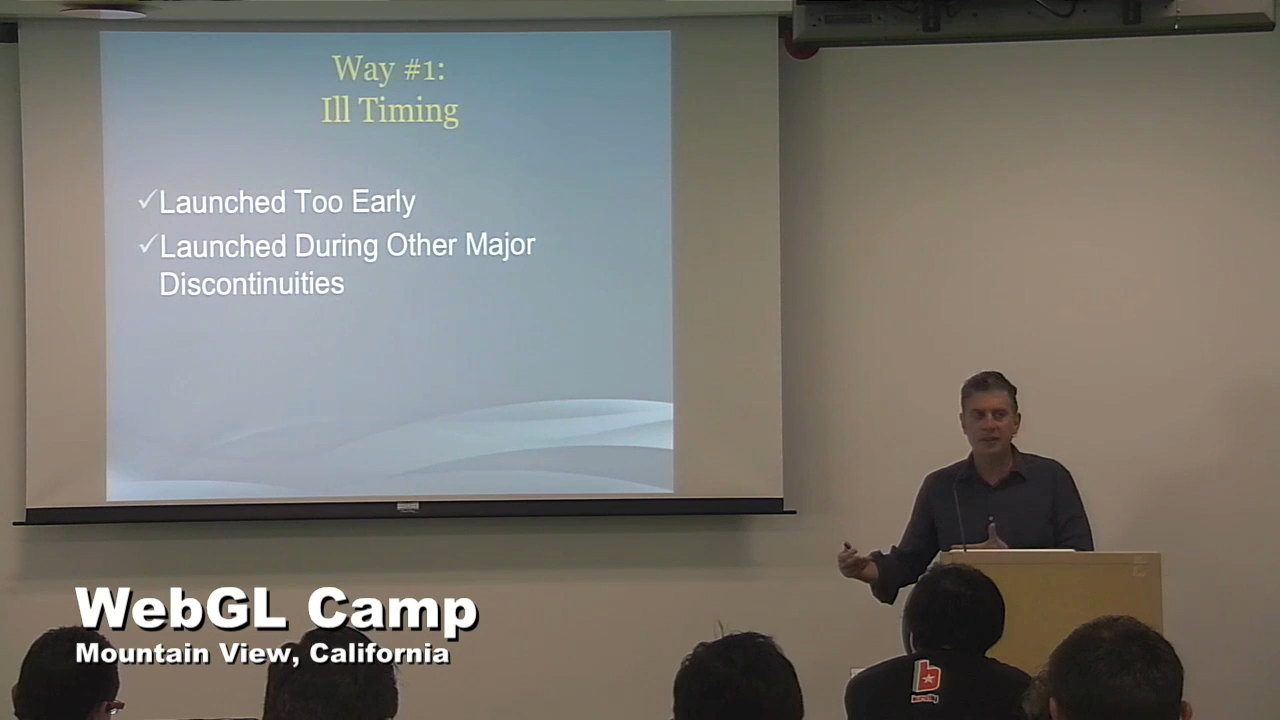 Way #1:
Ill Timing
✓Launched Too Early
✓Launched During Other Major
Discontinuities
WebGL Camp
Mountain View, California
b